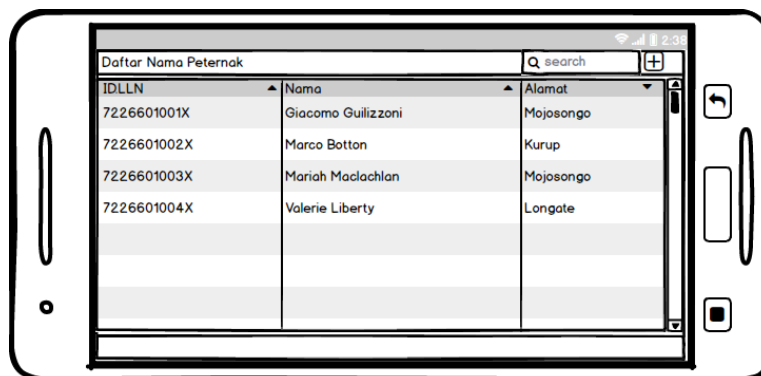 2:38
Daftar Nama Peternak search
IDLLN Nama Alamat
7226601001X Giacomo Guilizzoni Mojosongo
7226601002X Marco Botton Kurup
7226601003X Mariah Maclachlan Mojosongo
7226601004X Valerie Liberty Longate